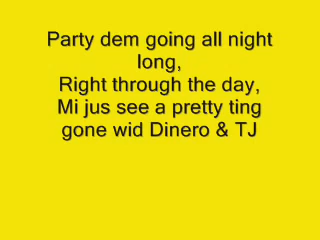 Party dem going all night
long,
Right through the day,
Mi jus see a pretty ting
gone wid Dinero & TJ